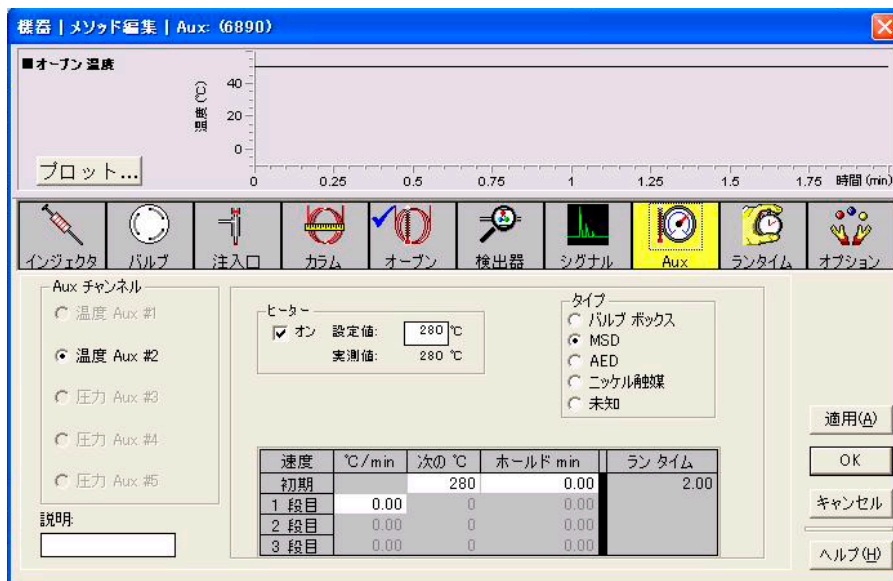 機器 | メソッド編集 | Aux: (6890)
■オーブン 温度
(℃)
40
20
0
プロット...
0 0.25 0.5 0.75 1 1.25 1.5 1.75 時間 (min)
インジェクタ バルブ 注入口 カラム オーブン 検出器 シグナル Aux ランタイム オプション
Aux チャンネル
温度 Aux #1
温度 Aux #2
圧力 Aux #3
圧力 Aux #4
圧力 Aux #5
説明:
ヒーター
オン 設定値: 280 ℃
実測値: 280 ℃
タイプ
バルブ ボックス
MSD
AED
ニッケル触媒
未知
速度 ℃/min 次の ℃ ホールド min ラン タイム
初期 280 0.00 2.00
1 段目 0.00 0 0.00
2 段目 0.00 0 0.00
3 段目 0.00 0 0.00
適用(A)
OK
キャンセル
ヘルプ(H)